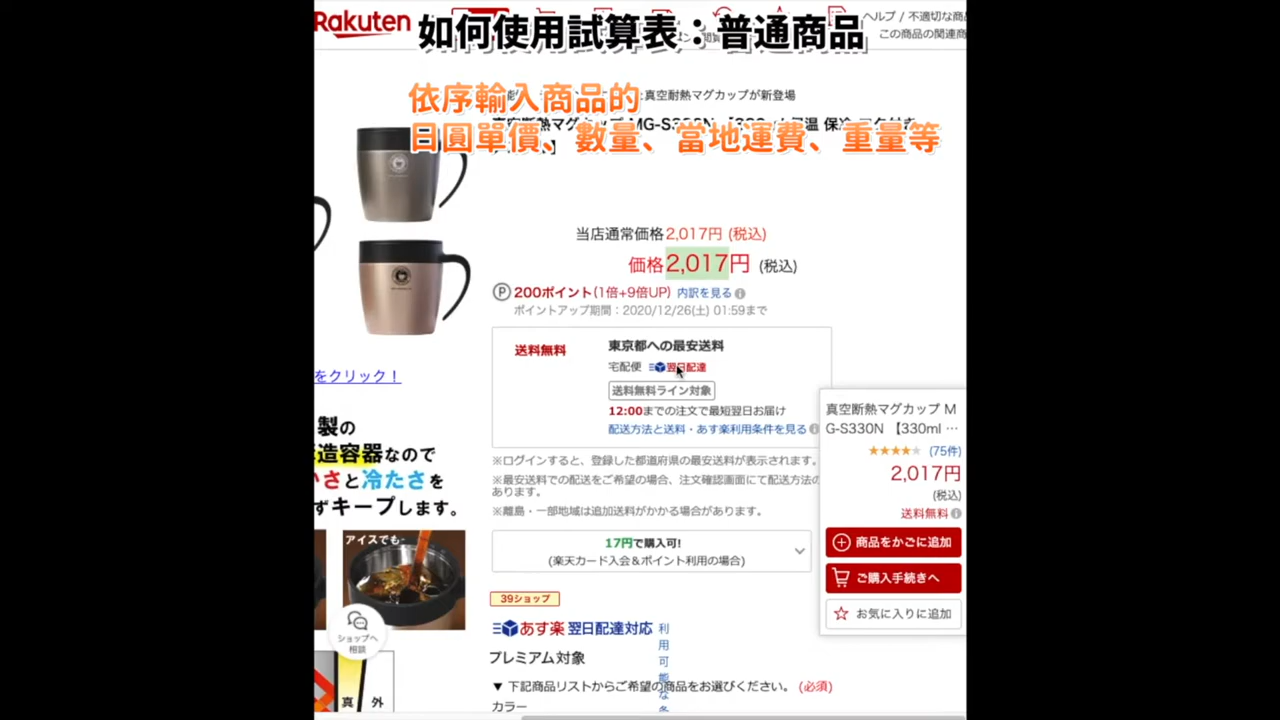 Rakuten
ヘルプ / 不適切な商品
この商品の関連商
如何使用試算表：普通商品
真空耐熱マグカップが新登場
依序輸入商品的
日圓單價、數量、當地運費、重量等
当店通常価格 2,017円 (税込)
価格 2,017円 (税込)
P 200ポイント(1倍+9倍UP) 内訳を見る
ポイントアップ期間：2020/12/26(土) 01:59まで
送料無料
東京都への最安送料
宅配便 翌日配達
送料無料ライン対象
12:00までの注文で最短翌日お届け
配送方法と送料・あす楽利用条件を見る
※ログインすると、登録した都道府県の最安送料が表示されます。
※最安送料での配送をご希望の場合、注文確認画面にて配送方法の
あります。
※離島・一部地域は追加送料がかかる場合があります。
17円で購入可!
(楽天カード入会＆ポイント利用の場合)
39ショップ
あす楽 翌日配達対応
利用可能な条
プレミアム対象
▼ 下記商品リストからご希望の商品をお選びください。 (必須)
カラー
をクリック！
製の
造容器なので
さと冷たさを
ずキープします。
アイスでも
ショップへ
相談
真 外
真空断熱マグカップ M
G-S330N 【330ml …
★★★★★ (75件)
2,017円
(税込)
送料無料
商品をかごに追加
ご購入手続きへ
お気に入りに追加